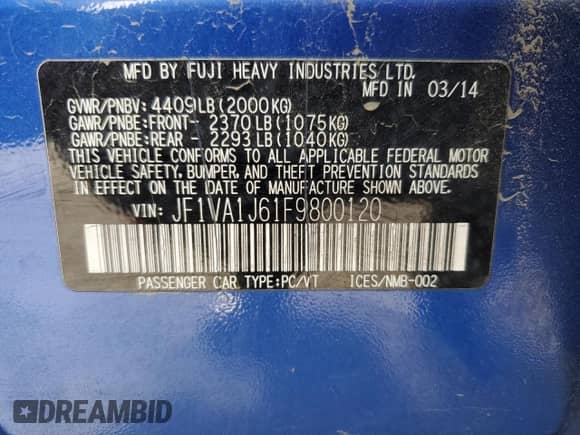 MFD BY FUJI HEAVY INDUSTRIES LTD.
MFD IN 03/14
GVWR/PNBV: 4409LB (2000KG)
GAWR/PNBE:FRONT- 2370LB (1075KG)
GAWR/PNBE:REAR - 2293LB (1040KG)
THIS VEHICLE CONFORMS TO ALL APPLICABLE FEDERAL MOTOR
VEHICLE SAFETY, BUMPER, AND THEFT PREVENTION STANDARDS
IN EFFECT ON THE DATE OF MANUFACTURE SHOWN ABOVE.
VIN: JF1VA1J61F9800120
PASSENGER CAR TYPE:PC/VT ICES/NMB-002
DREAMBID